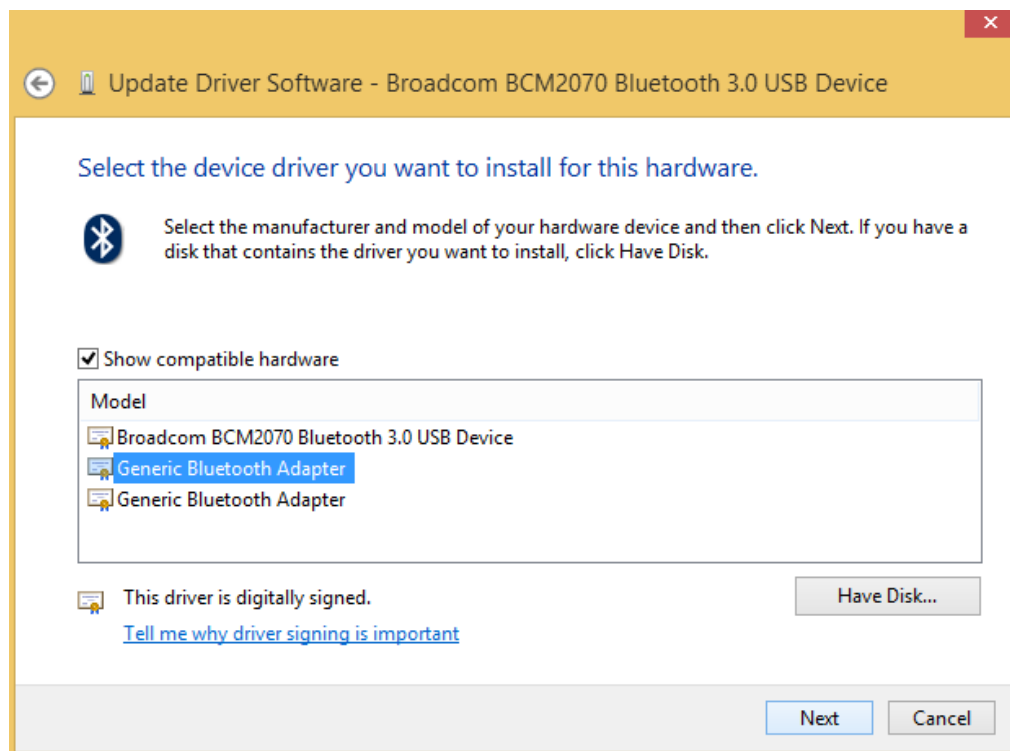 Update Driver Software - Broadcom BCM2070 Bluetooth 3.0 USB Device
Select the device driver you want to install for this hardware.
Select the manufacturer and model of your hardware device and then click Next. If you have a
disk that contains the driver you want to install, click Have Disk.
Show compatible hardware
Model
Broadcom BCM2070 Bluetooth 3.0 USB Device
Generic Bluetooth Adapter
Generic Bluetooth Adapter
This driver is digitally signed.
Have Disk...
Tell me why driver signing is important
Next
Cancel